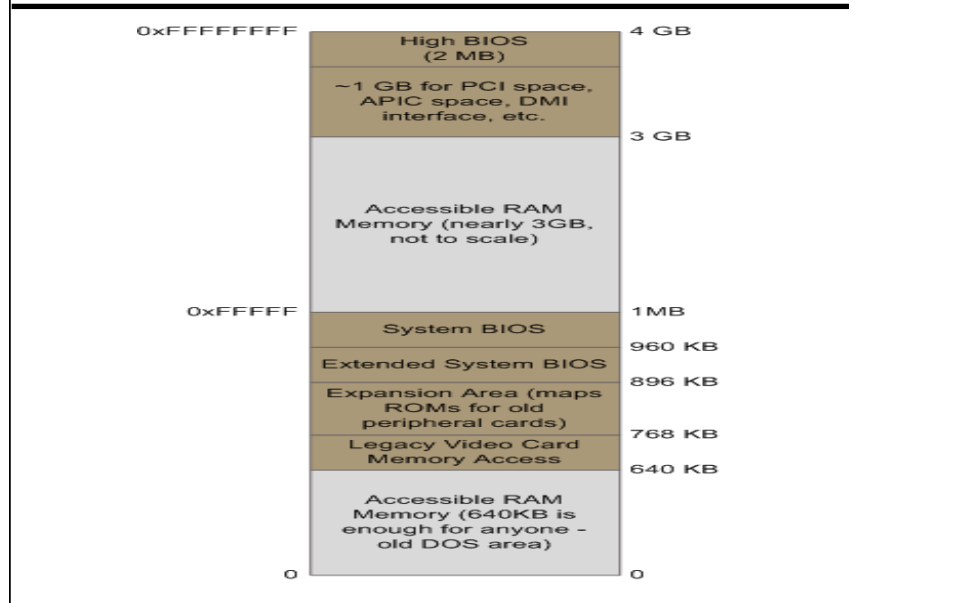 0xFFFFFFFF
4 GB
High BIOS
(2 MB)
~1 GB for PCI space,
APIC space, DMI
interface, etc.
3 GB
Accessible RAM
Memory (nearly 3GB,
not to scale)
0xFFFFF
1MB
System BIOS
960 KB
Extended System BIOS
896 KB
Expansion Area (maps
ROMs for old
peripheral cards)
768 KB
Legacy Video Card
Memory Access
640 KB
Accessible RAM
Memory (640KB is
enough for anyone -
old DOS area)
0
0